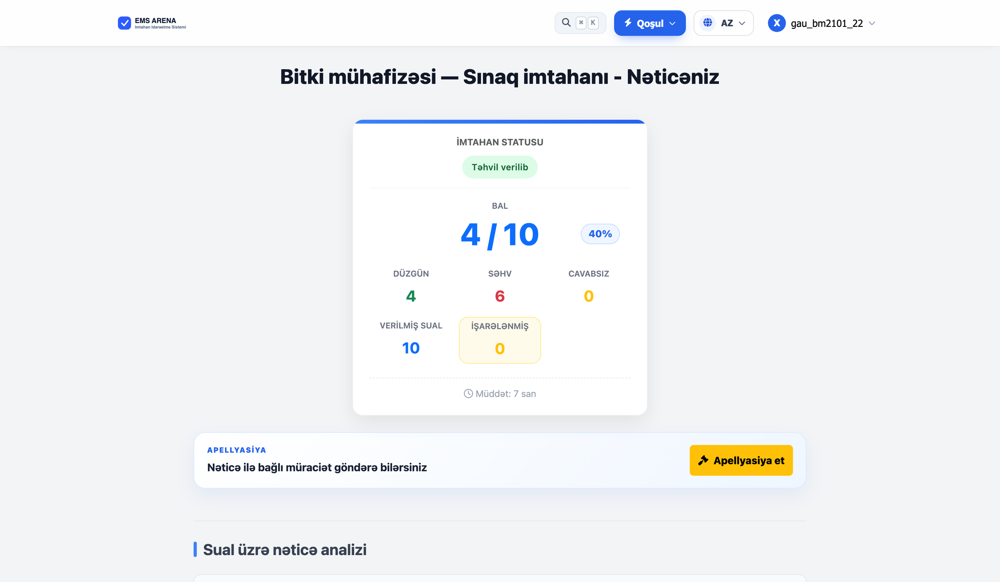 EMS ARENA
Imtahan Idarəetmə Sistemi
⌘ K
Qoşul
AZ
X
gau_bm2101_22
Bitki mühafizəsi — Sınaq imtahanı - Nəticəniz
İMTAHAN STATUSU
Təhvil verilib
BAL
4 / 10
40%
DÜZGÜN SƏHV CAVABSIZ
4 6 0
VERİLMİŞ SUAL İŞARƏLƏNMİŞ
10 0
Müddət: 7 san
APELLYASİYA
Nəticə ilə bağlı müraciət göndərə bilərsiniz
Apellyasiya et
Sual üzrə nəticə analizi